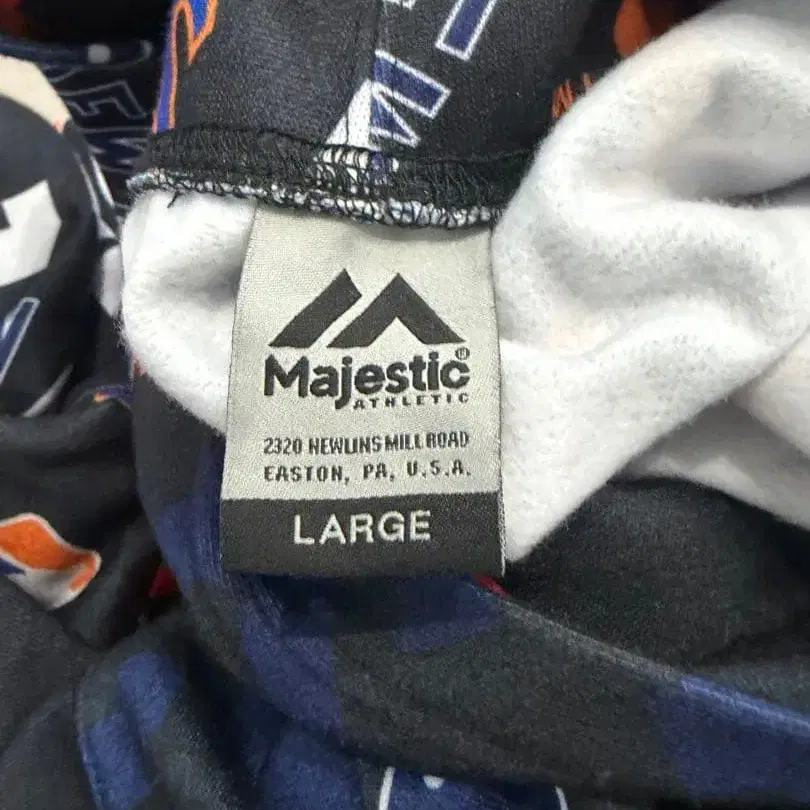 Majestic®
ATHLETIC
2320 NEWLINS MILL ROAD
EASTON, PA, U.S.A.
LARGE